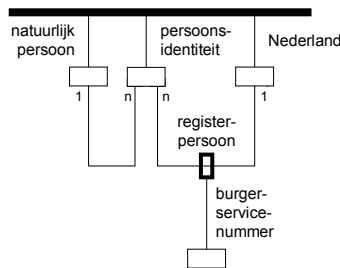 natuurlijk
persoon
persoons-
identiteit
Nederland
1
n
n
1
register-
persoon
burger-
service-
nummer